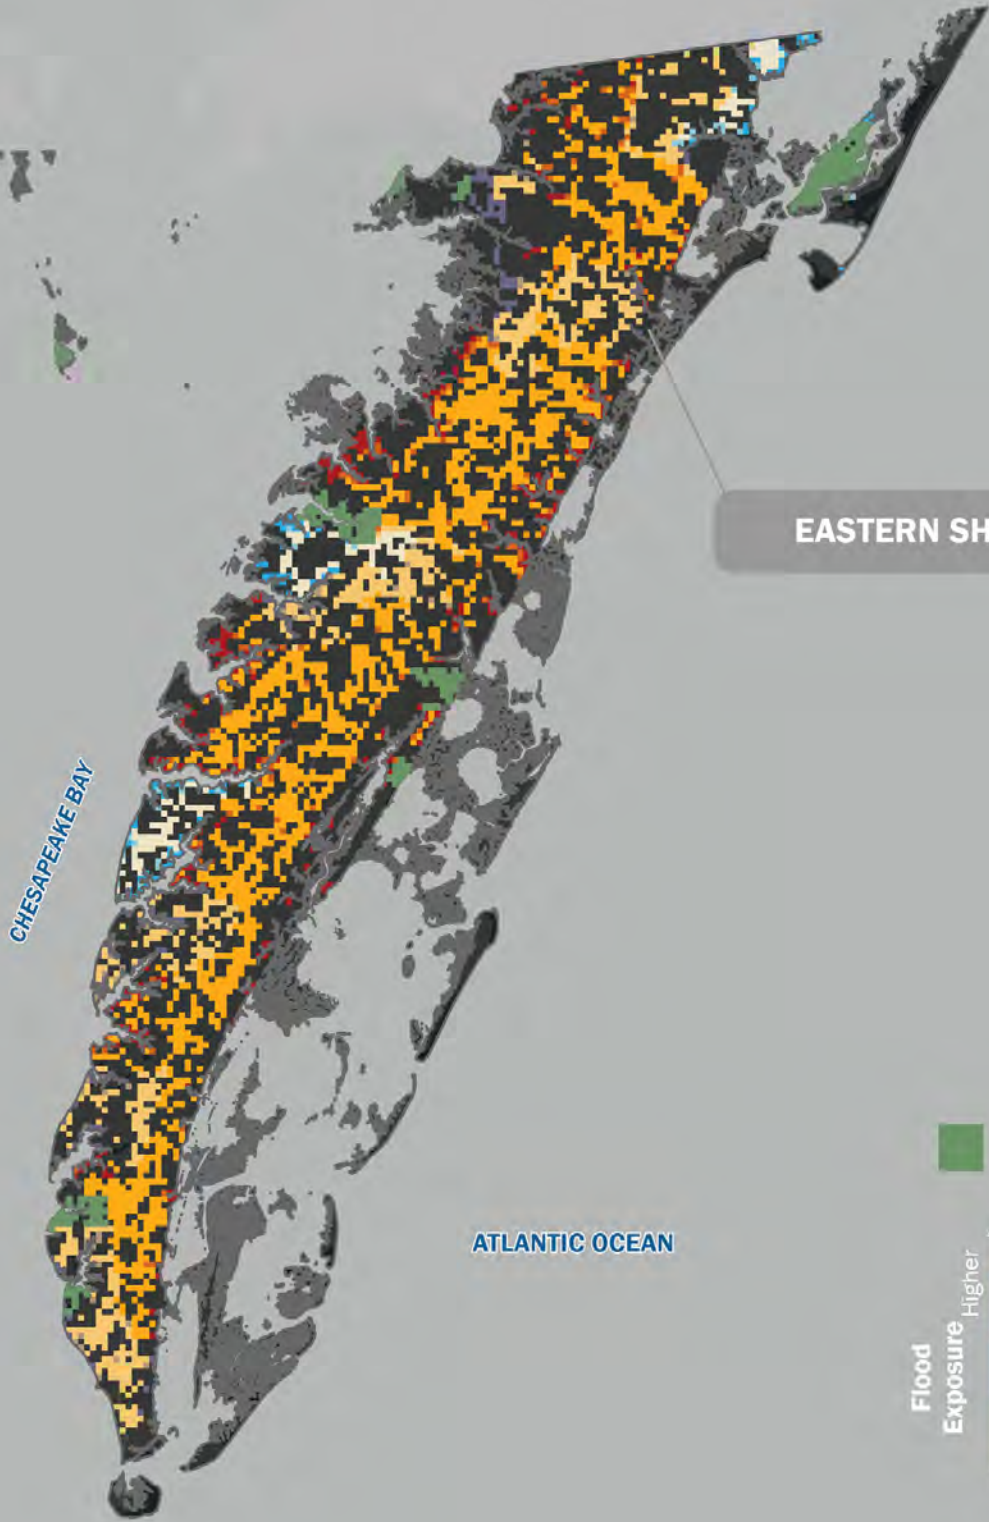 EASTERN SH
CHESAPEAKE BAY
ATLANTIC OCEAN
Flood
Exposure
Higher